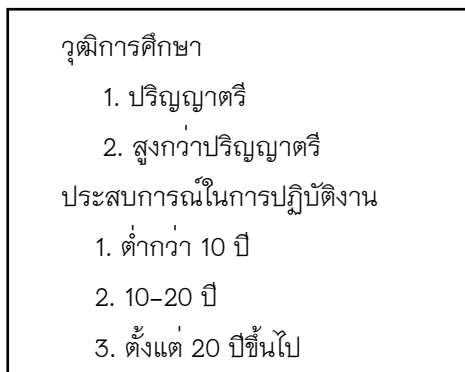 วุฒิการศึกษา
1. ปริญญาตรี
2. สูงกว่าปริญญาตรี
ประสบการณ์ในการปฏิบัติงาน
1. ต่ำกว่า 10 ปี
2. 10–20 ปี
3. ตั้งแต่ 20 ปีขึ้นไป